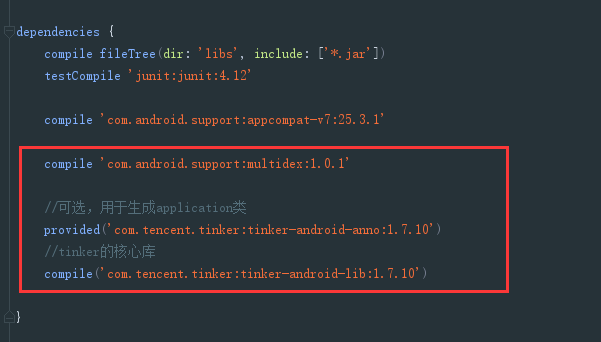 dependencies {
compile fileTree(dir: 'libs', include: ['*.jar'])
testCompile 'junit:junit:4.12'
compile 'com.android.support:appcompat-v7:25.3.1'
compile 'com.android.support:multidex:1.0.1'
//可选，用于生成application类
provided('com.tencent.tinker:tinker-android-anno:1.7.10')
//tinker的核心库
compile('com.tencent.tinker:tinker-android-lib:1.7.10')
}